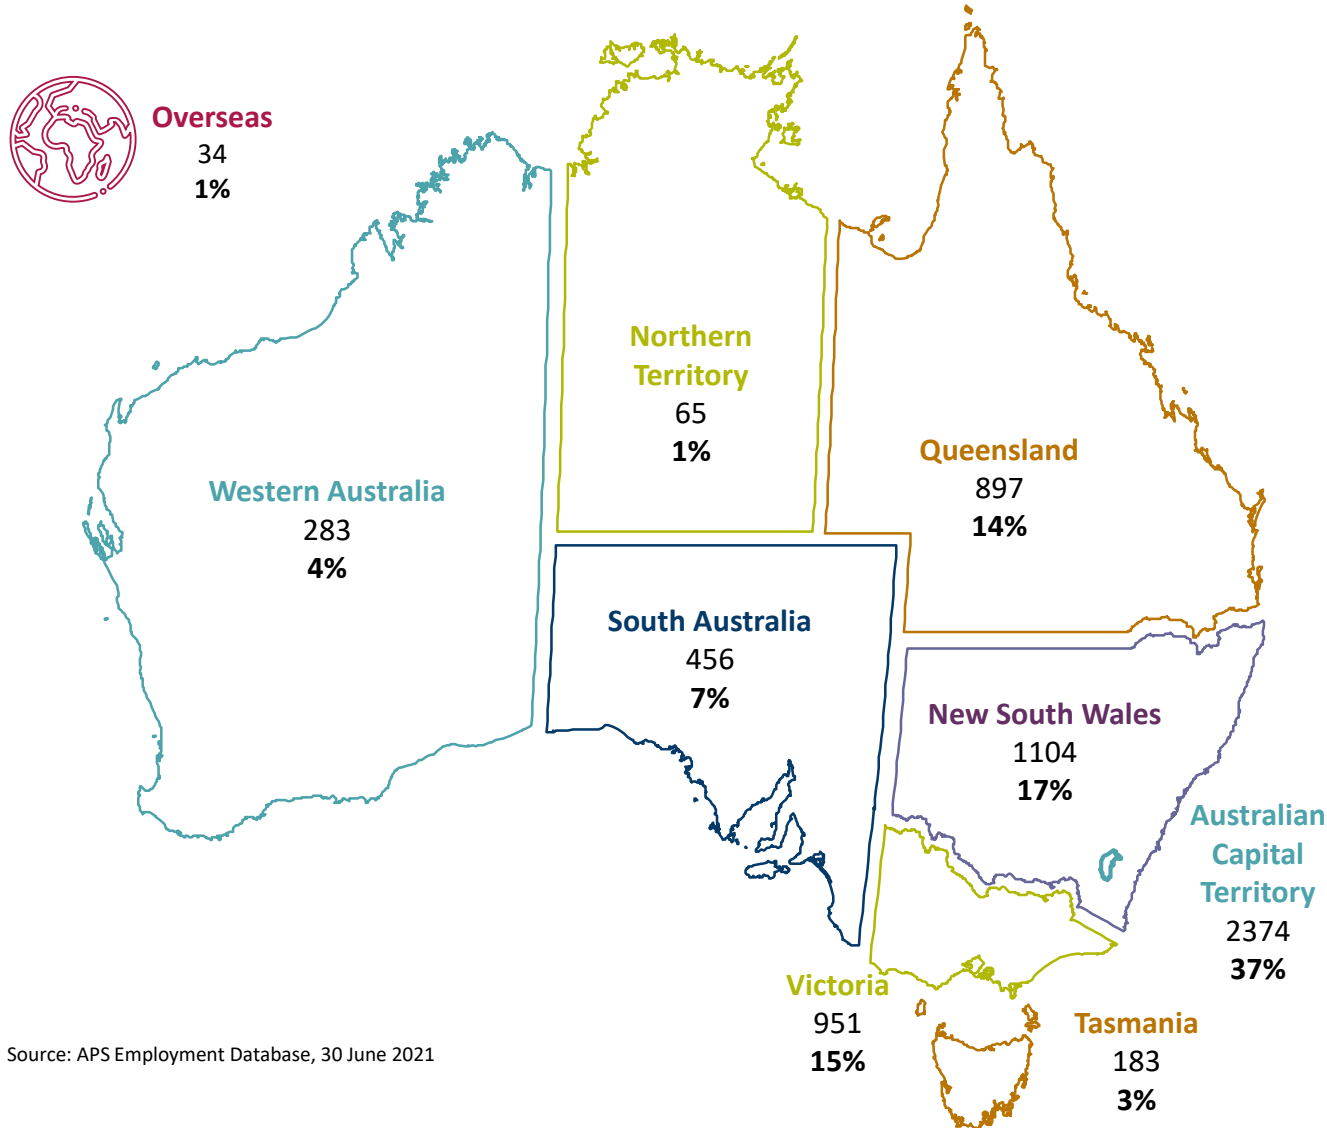 Overseas
34
1%
Northern
Territory
65
1%
Queensland
897
14%
Western Australia
283
4%
South Australia
456
7%
New South Wales
1104
17%
Australian
Capital
Territory
2374
37%
Victoria
951
15%
Tasmania
183
3%
Source: APS Employment Database, 30 June 2021